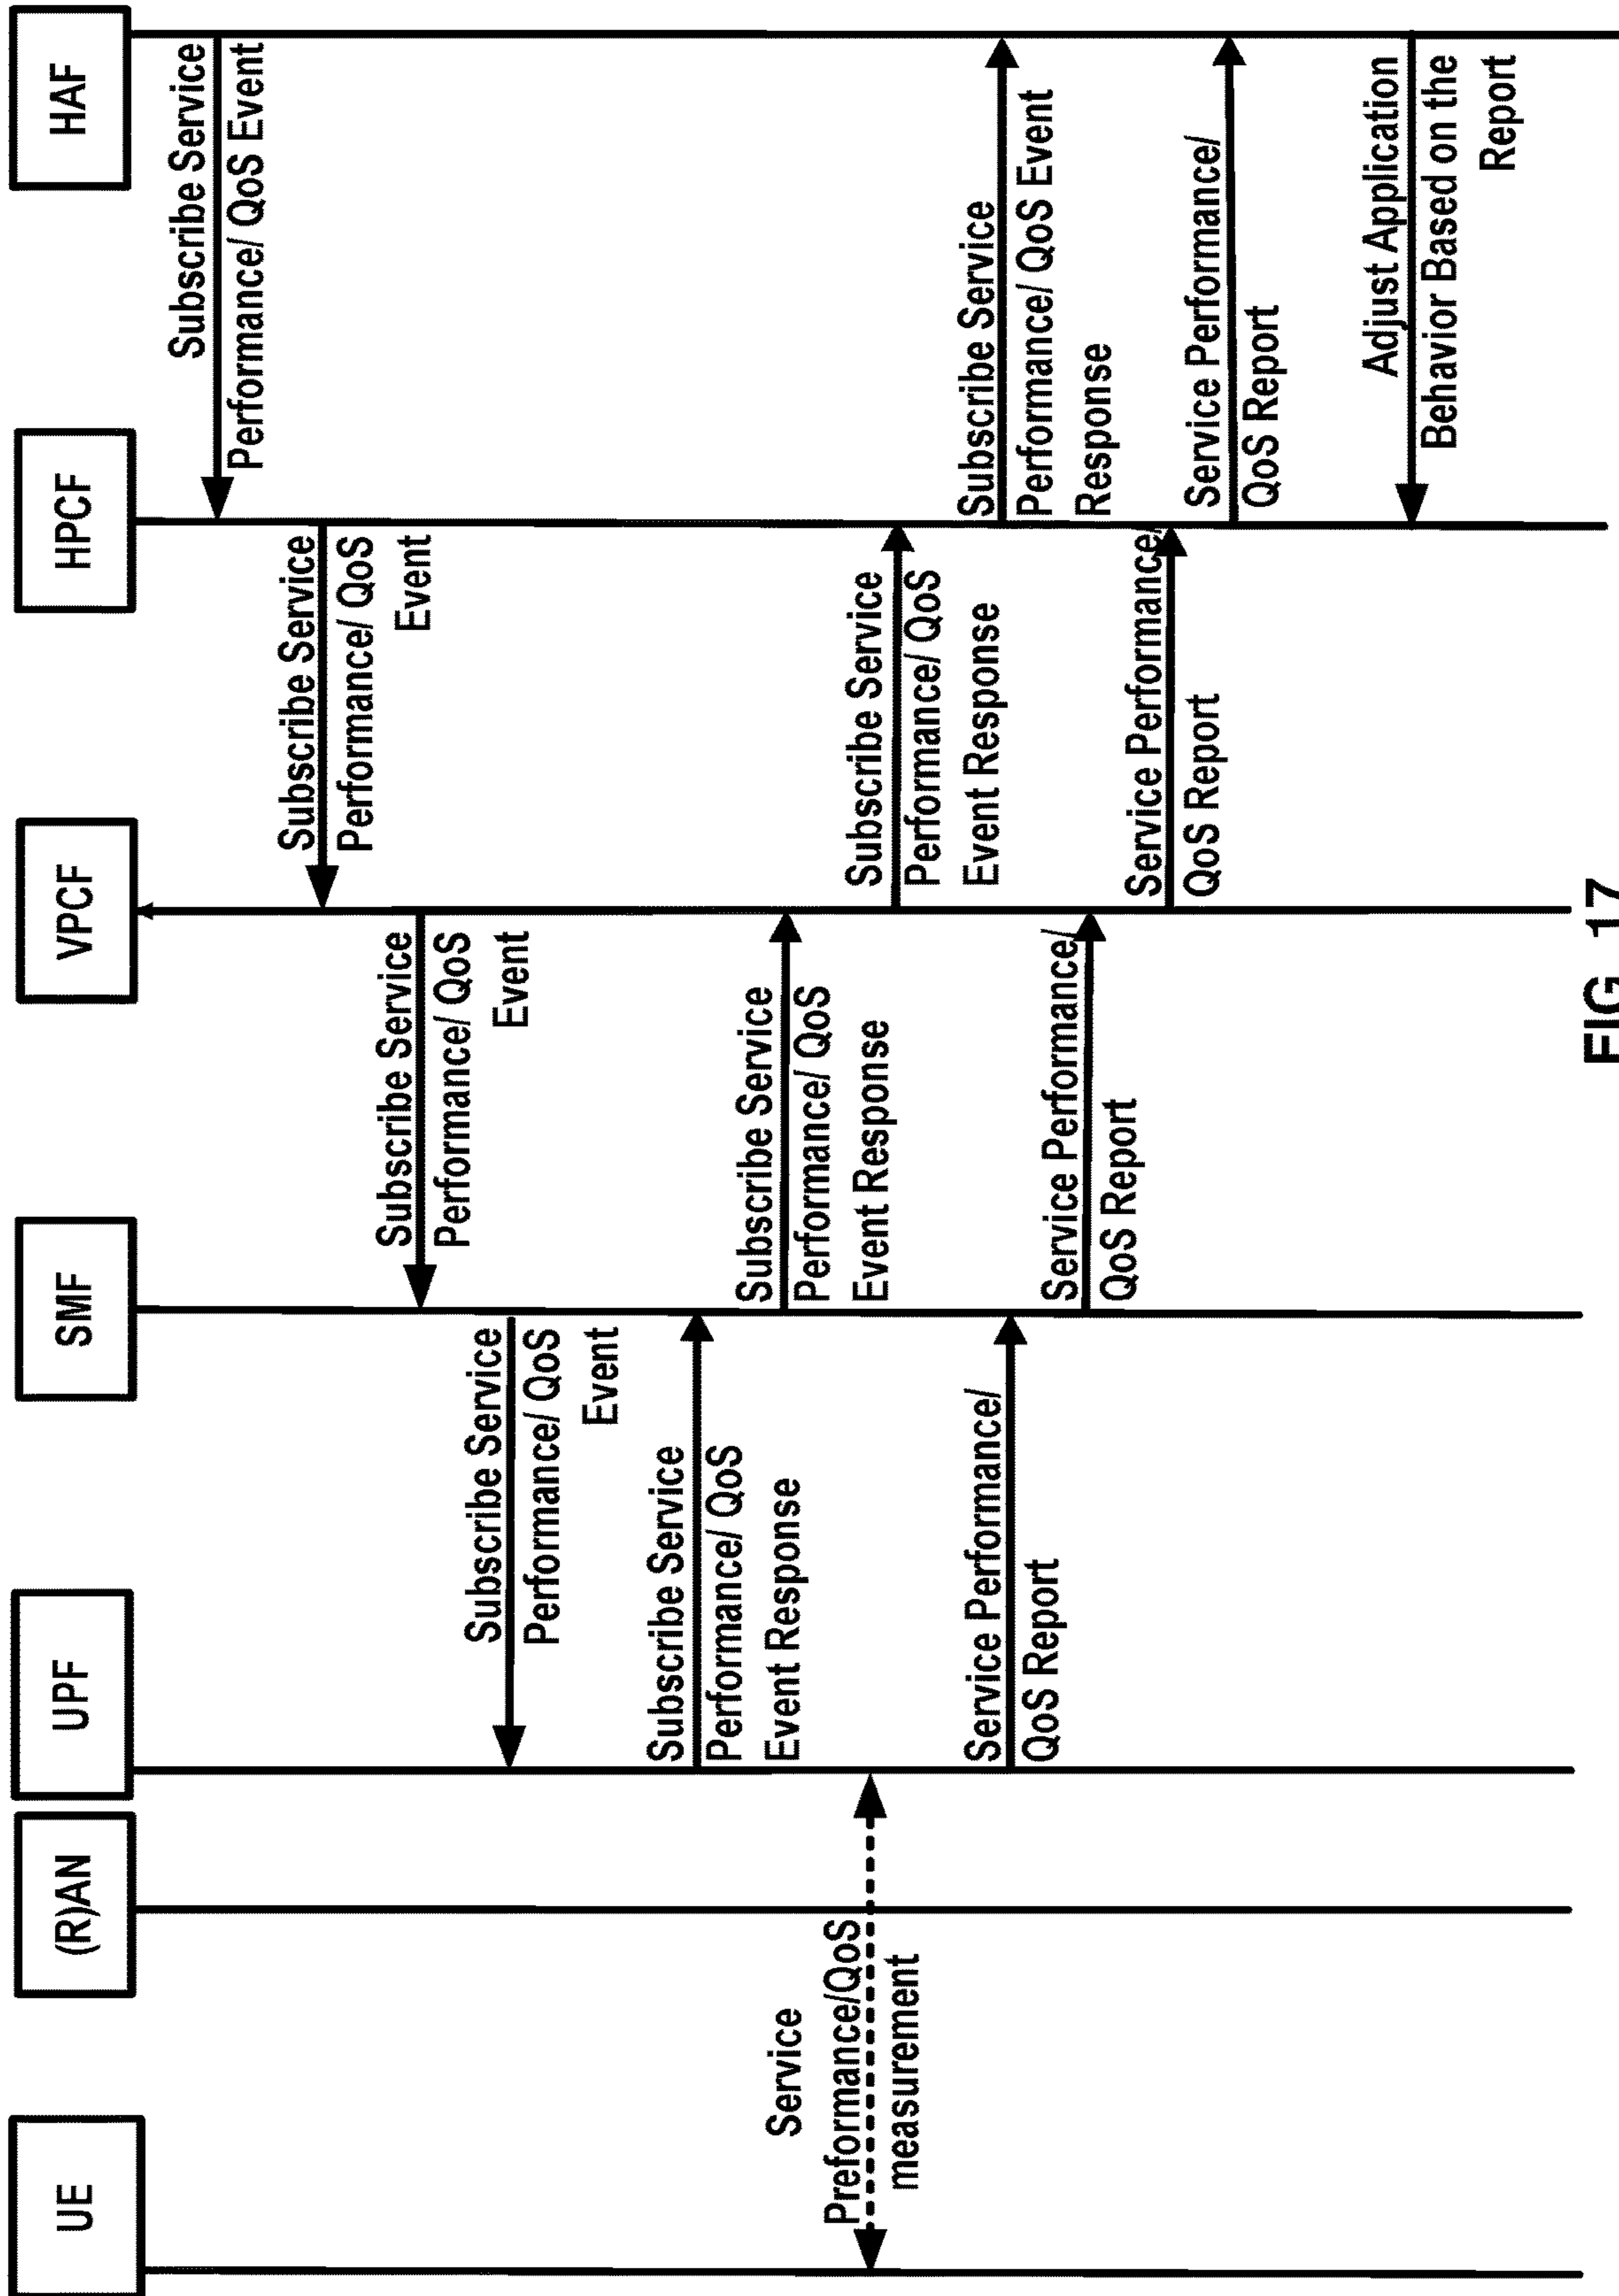 UE
(R)AN
UPF
SMF
VPCF
HPCF
HAF
Subscribe Service
Performance/ QoS Event
Subscribe Service
Performance/ QoS
Event
Subscribe Service
Performance/ QoS
Event
Subscribe Service
Performance/ QoS
Event
Subscribe Service
Performance/ QoS
Event Response
Subscribe Service
Performance/ QoS
Event Response
Service
Preformance/QoS
measurement
Subscribe Service
Performance/ QoS
Event Response
Subscribe Service
Performance/ QoS Event
Response
Service Performance/
QoS Report
Service Performance/
QoS Report
Service Performance/
QoS Report
Service Performance/
QoS Report
Adjust Application
Behavior Based on the
Report
FIG. 17